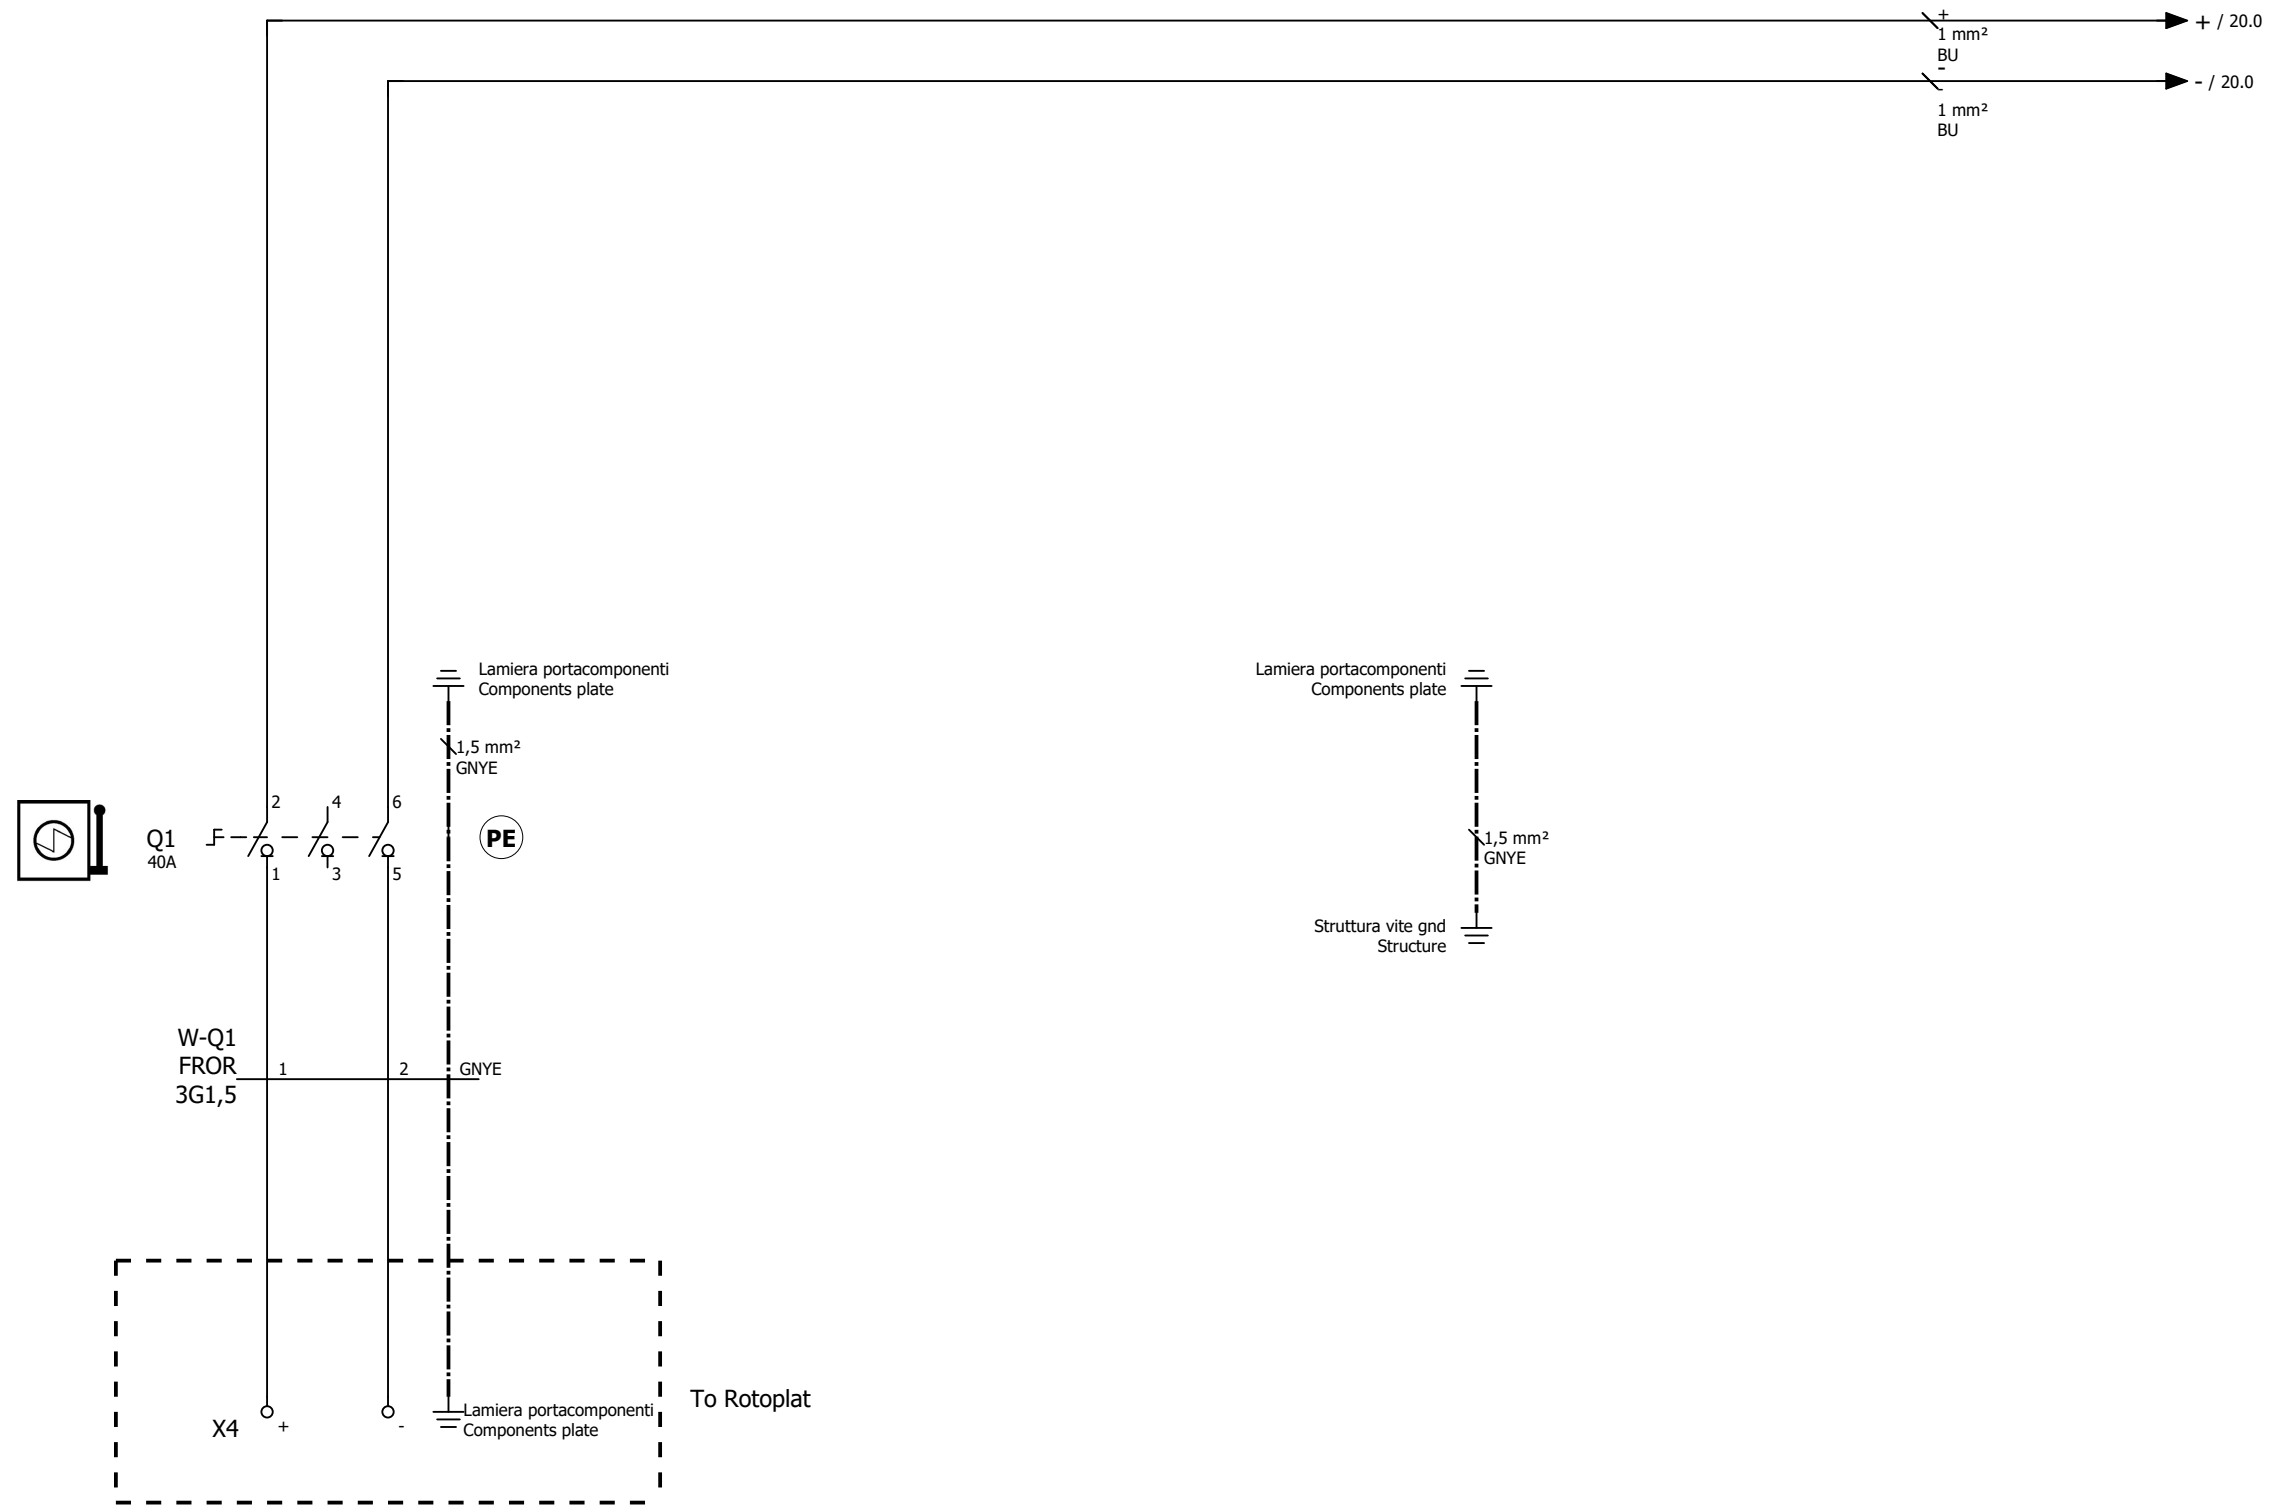 +
1 mm²
BU
+ / 20.0
-
-
1 mm²
BU
- / 20.0
Lamiera portacomponenti
Components plate
Lamiera portacomponenti
Components plate
1,5 mm²
GNYE
2 4 6
Q1
40A
PE
1 3 5
1,5 mm²
GNYE
Struttura vite gnd
Structure
W-Q1
FROR
3G1,5
1 2 GNYE
To Rotoplat
X4 + -
Lamiera portacomponenti
Components plate